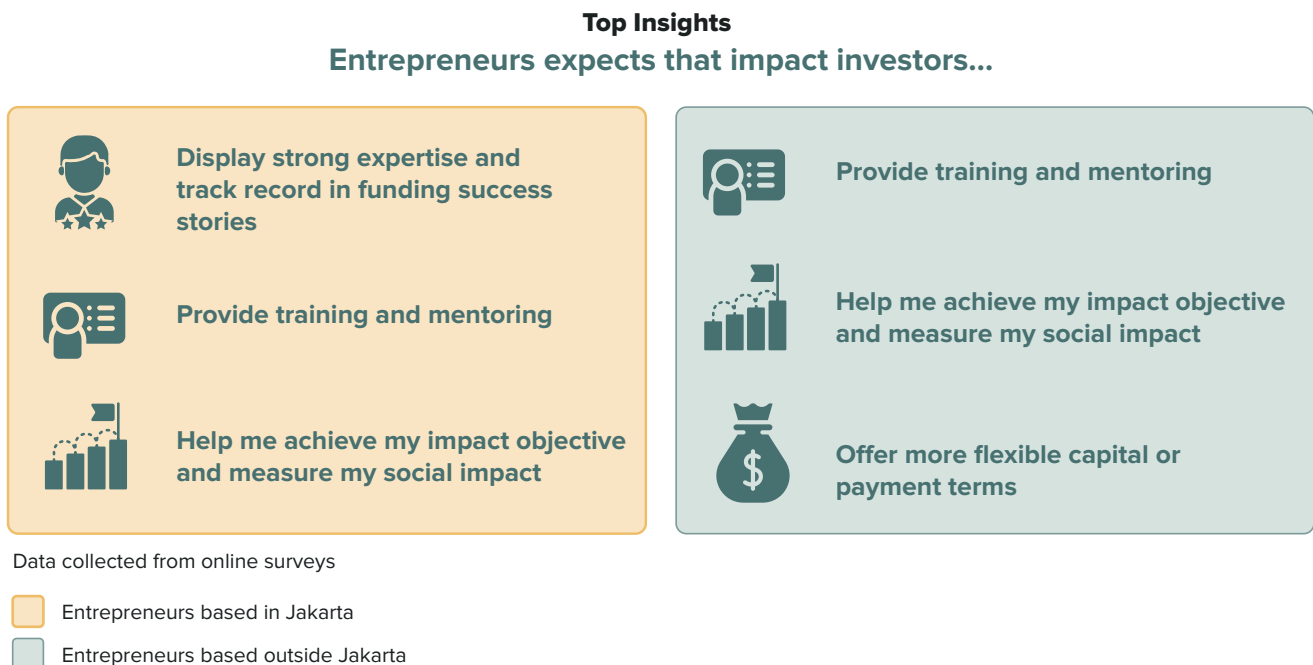 Top Insights
Entrepreneurs expects that impact investors...
Display strong expertise and
track record in funding success
stories
Provide training and mentoring
Help me achieve my impact objective
and measure my social impact
Provide training and mentoring
Help me achieve my impact objective
and measure my social impact
$
Offer more flexible capital or
payment terms
Data collected from online surveys
Entrepreneurs based in Jakarta
Entrepreneurs based outside Jakarta